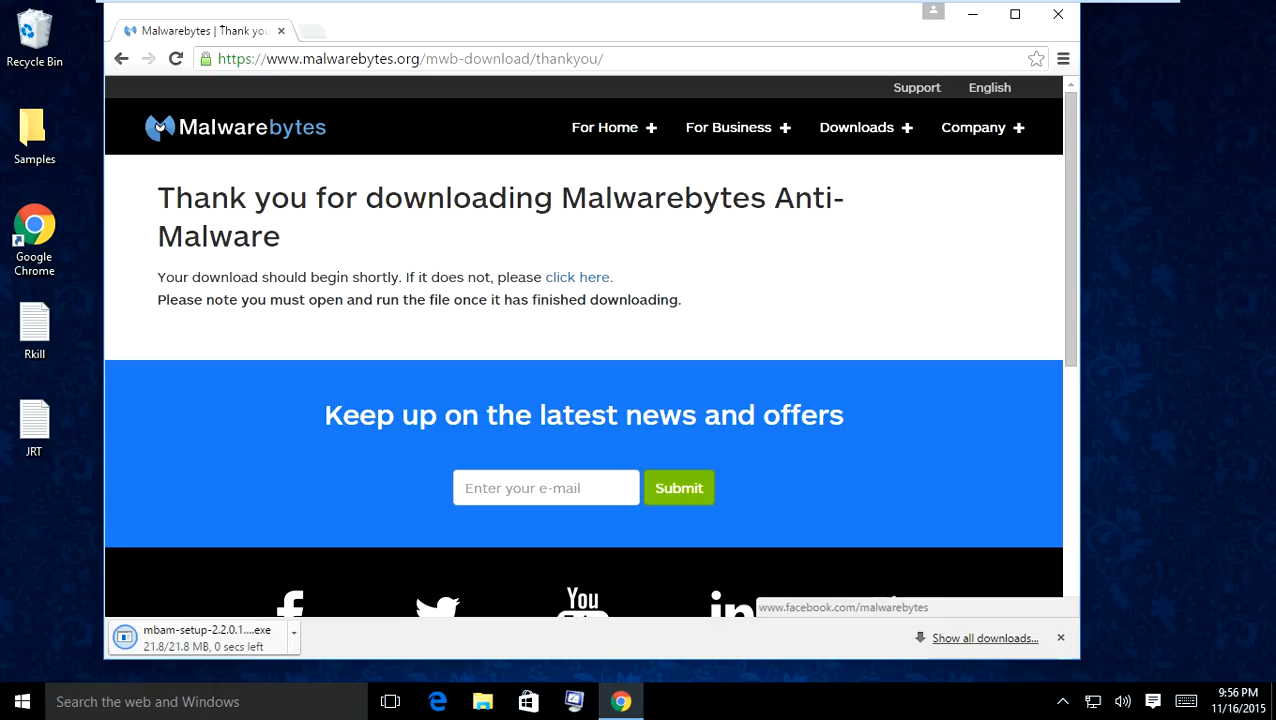 Recycle Bin
Samples
Google
Chrome
Rkill
JRT
Malwarebytes | Thank you
https://www.malwarebytes.org/mwb-download/thankyou/
Support English
Malwarebytes
For Home + For Business + Downloads + Company +
Thank you for downloading Malwarebytes Anti-
Malware
Your download should begin shortly. If it does not, please click here.
Please note you must open and run the file once it has finished downloading.
Keep up on the latest news and offers
Enter your e-mail Submit
You
in
www.facebook.com/malwarebytes
mbam-setup-2.2.0.1....exe
21.8/21.8 MB, 0 secs left
Show all downloads...
Search the web and Windows
9:56 PM
11/16/2015